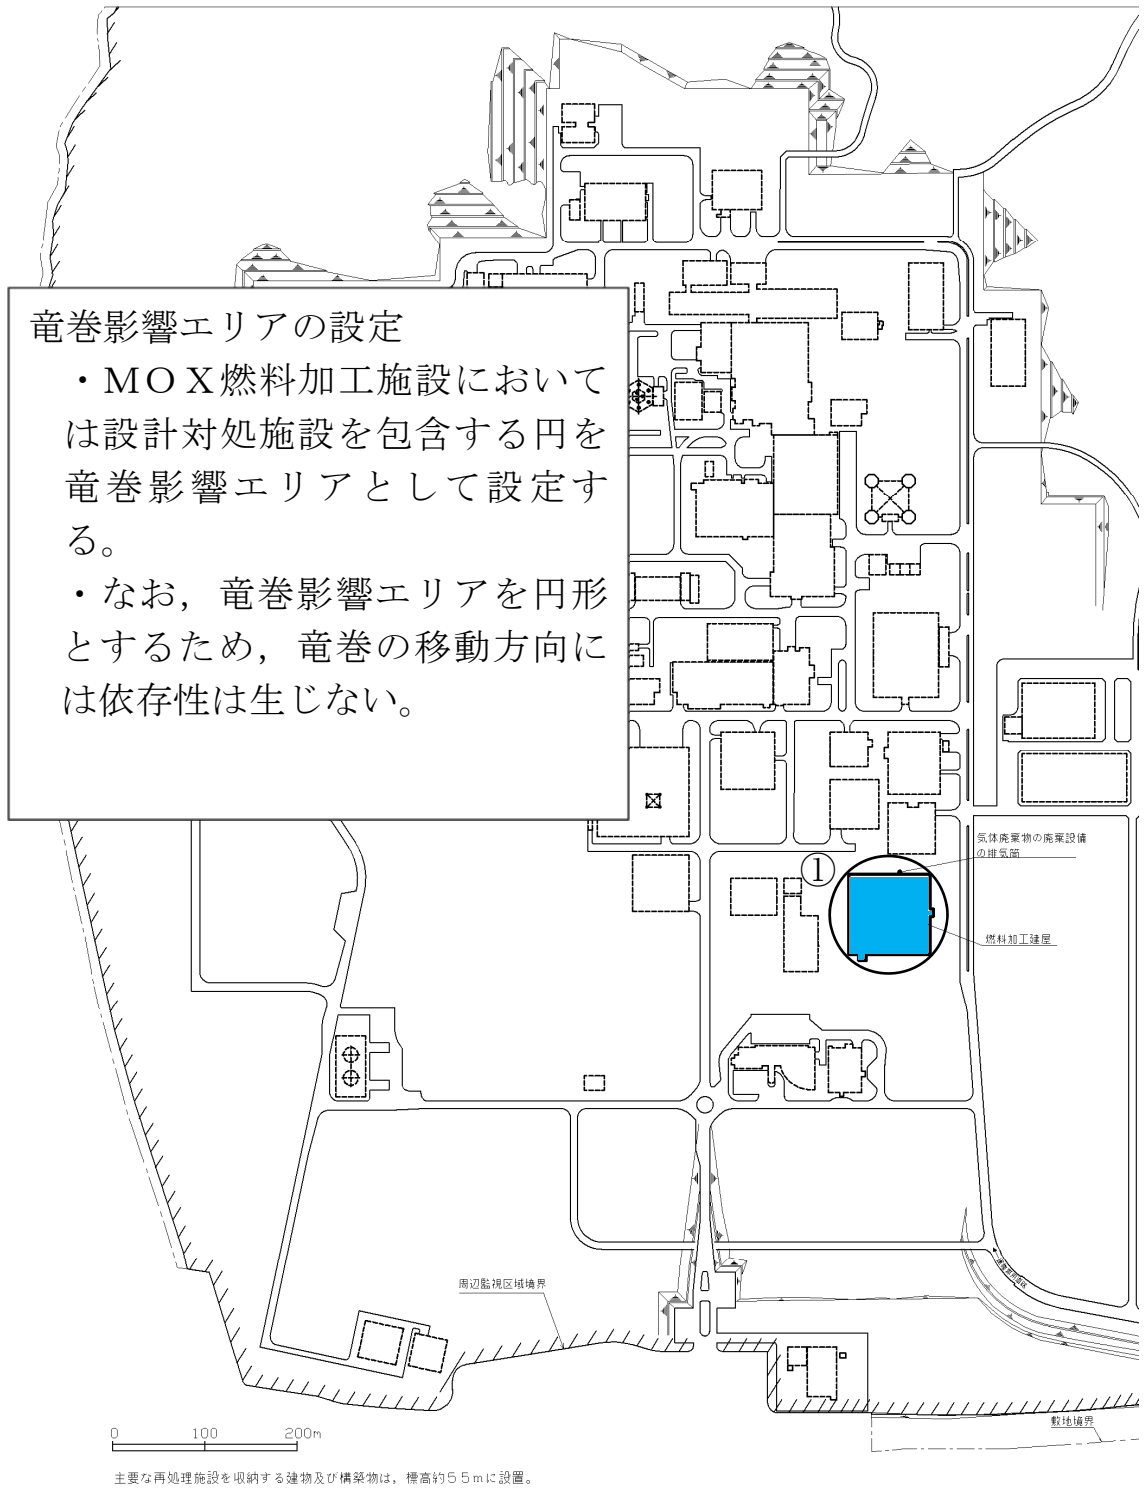 竜巻影響エリアの設定
・ＭＯＸ燃料加工施設において
は設計対処施設を包含する円を
竜巻影響エリアとして設定す
る。
・なお，竜巻影響エリアを円形
とするため，竜巻の移動方向に
は依存性は生じない。
気体廃棄物の廃棄設備
の排気筒
①
燃料加工建屋
周辺監視区域境界
敷地境界
0 100 200m
主要な再処理施設を収納する建物及び構築物は，標高約５５ｍに設置。